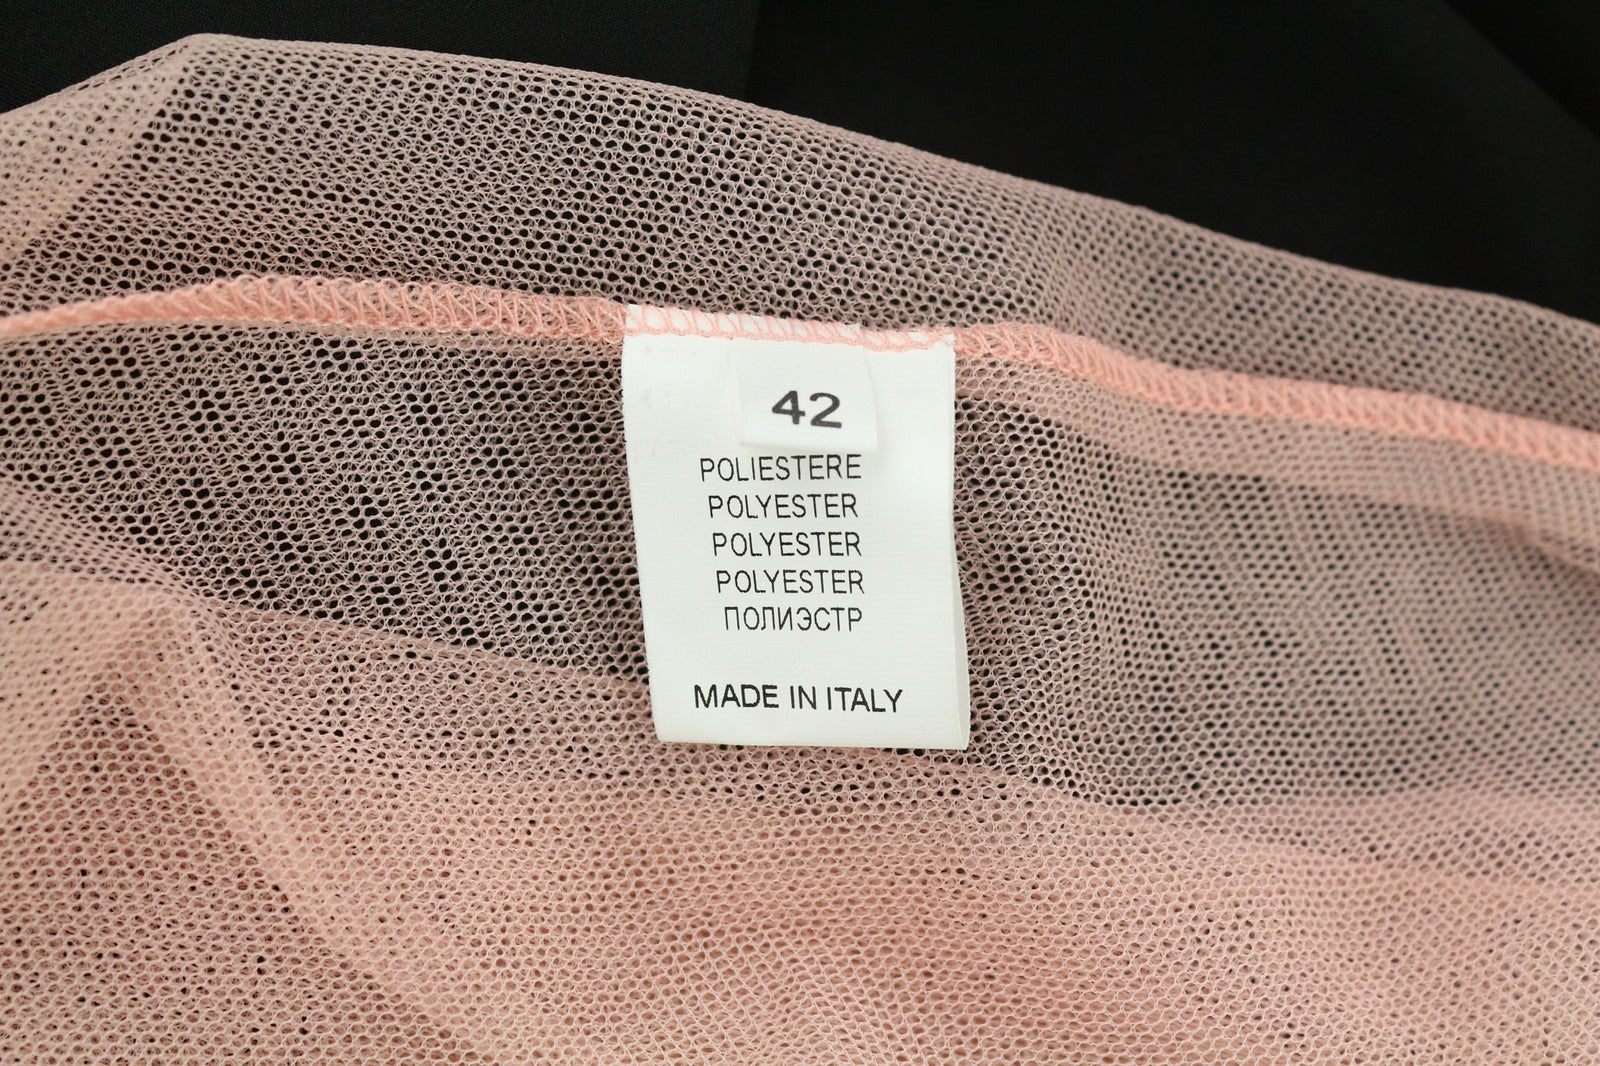 42
POLIESTERE
POLYESTER
POLYESTER
POLYESTER
ПОЛИЭСТР
MADE IN ITALY